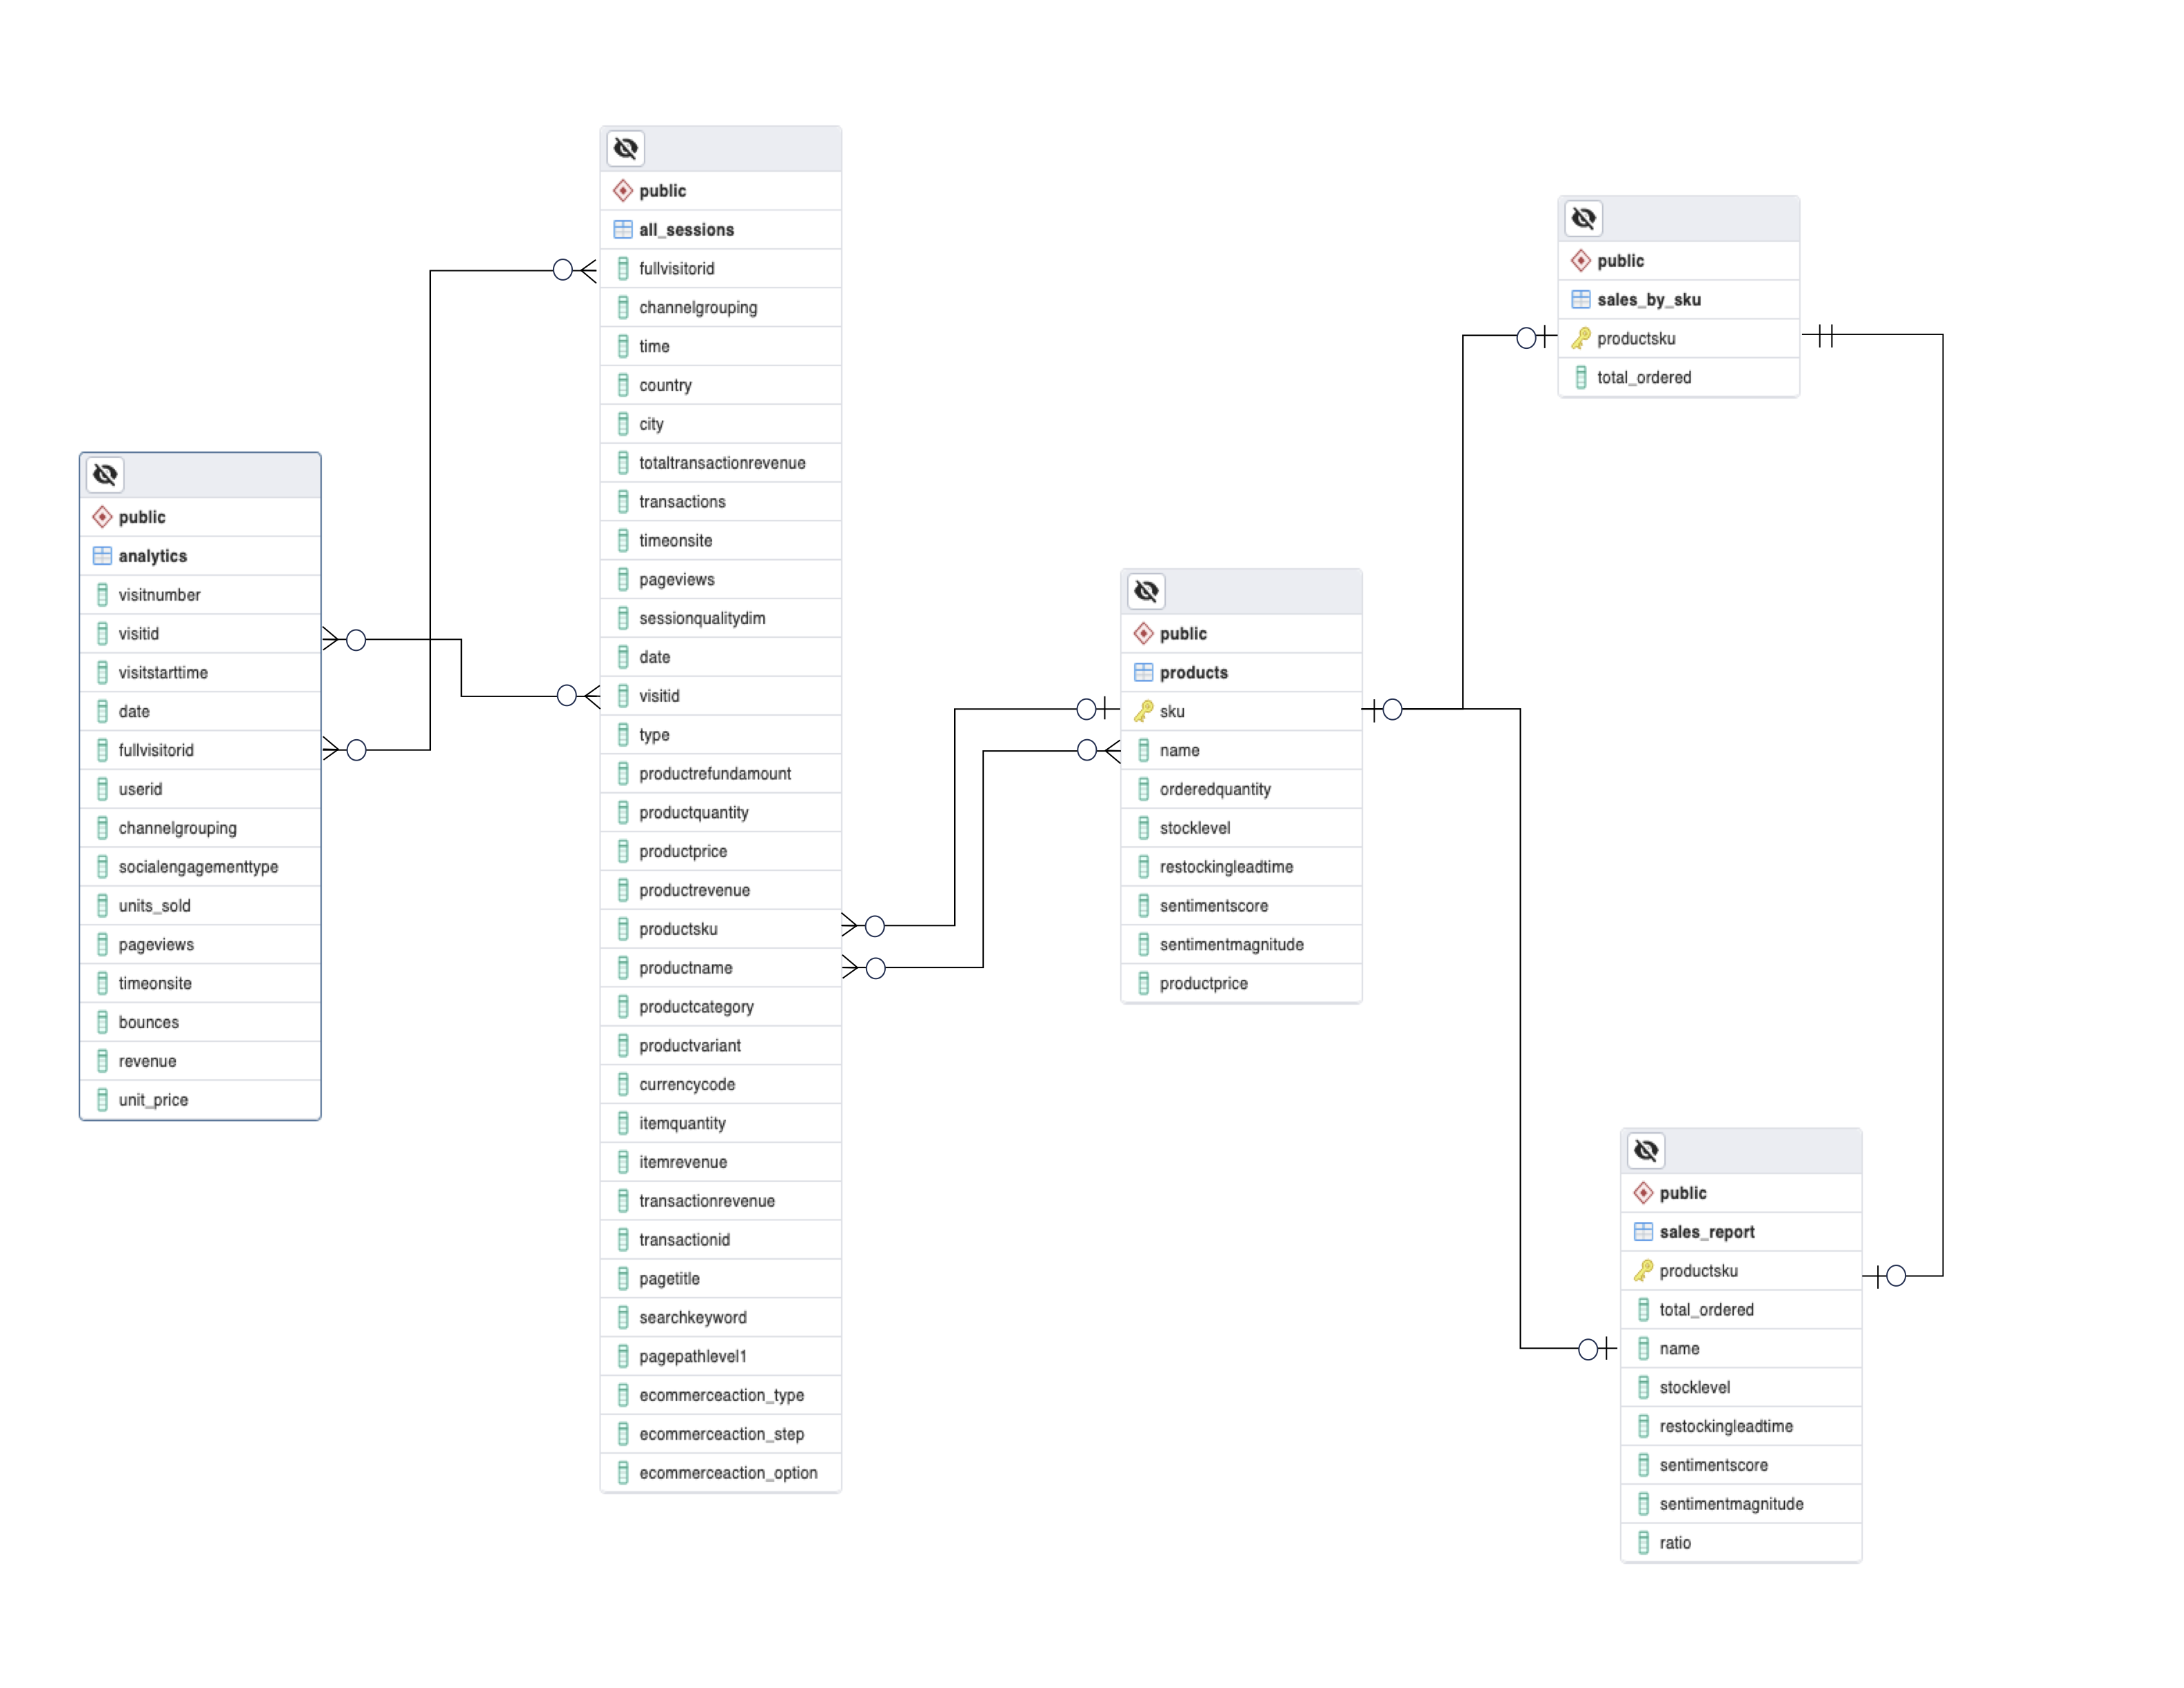 public
analytics
visitnumber
visitid
visitstarttime
date
fullvisitorid
userid
channelgrouping
socialengagementtype
units_sold
pageviews
timeonsite
bounces
revenue
unit_price
public
all_sessions
fullvisitorid
channelgrouping
time
country
city
totaltransactionrevenue
transactions
timeonsite
pageviews
sessionqualitydim
date
visitid
type
productrefundamount
productquantity
productprice
productrevenue
productsku
productname
productcategory
productvariant
currencycode
itemquantity
itemrevenue
transactionrevenue
transactionid
pagetitle
searchkeyword
pagepathlevel1
ecommerceaction_type
ecommerceaction_step
ecommerceaction_option
public
products
sku
name
orderedquantity
stocklevel
restockingleadtime
sentimentscore
sentimentmagnitude
productprice
public
sales_by_sku
productsku
total_ordered
public
sales_report
productsku
total_ordered
name
stocklevel
restockingleadtime
sentimentscore
sentimentmagnitude
ratio